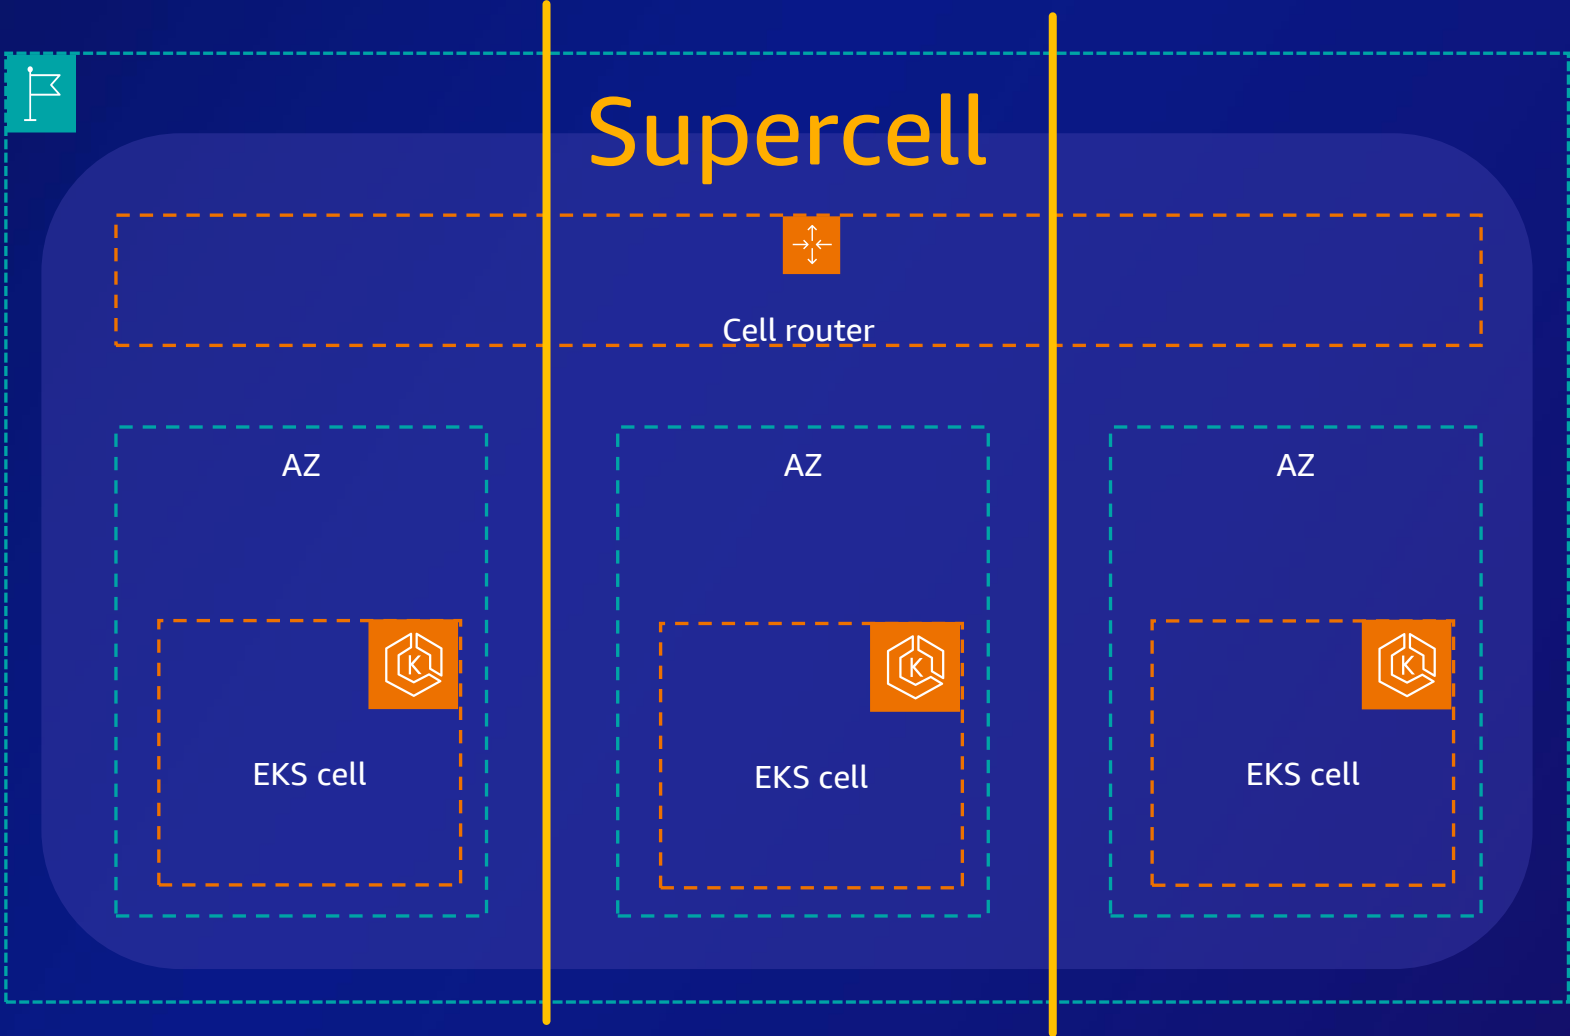 Supercell
Cell router
AZ
AZ
AZ
K
K
K
EKS cell
EKS cell
EKS cell